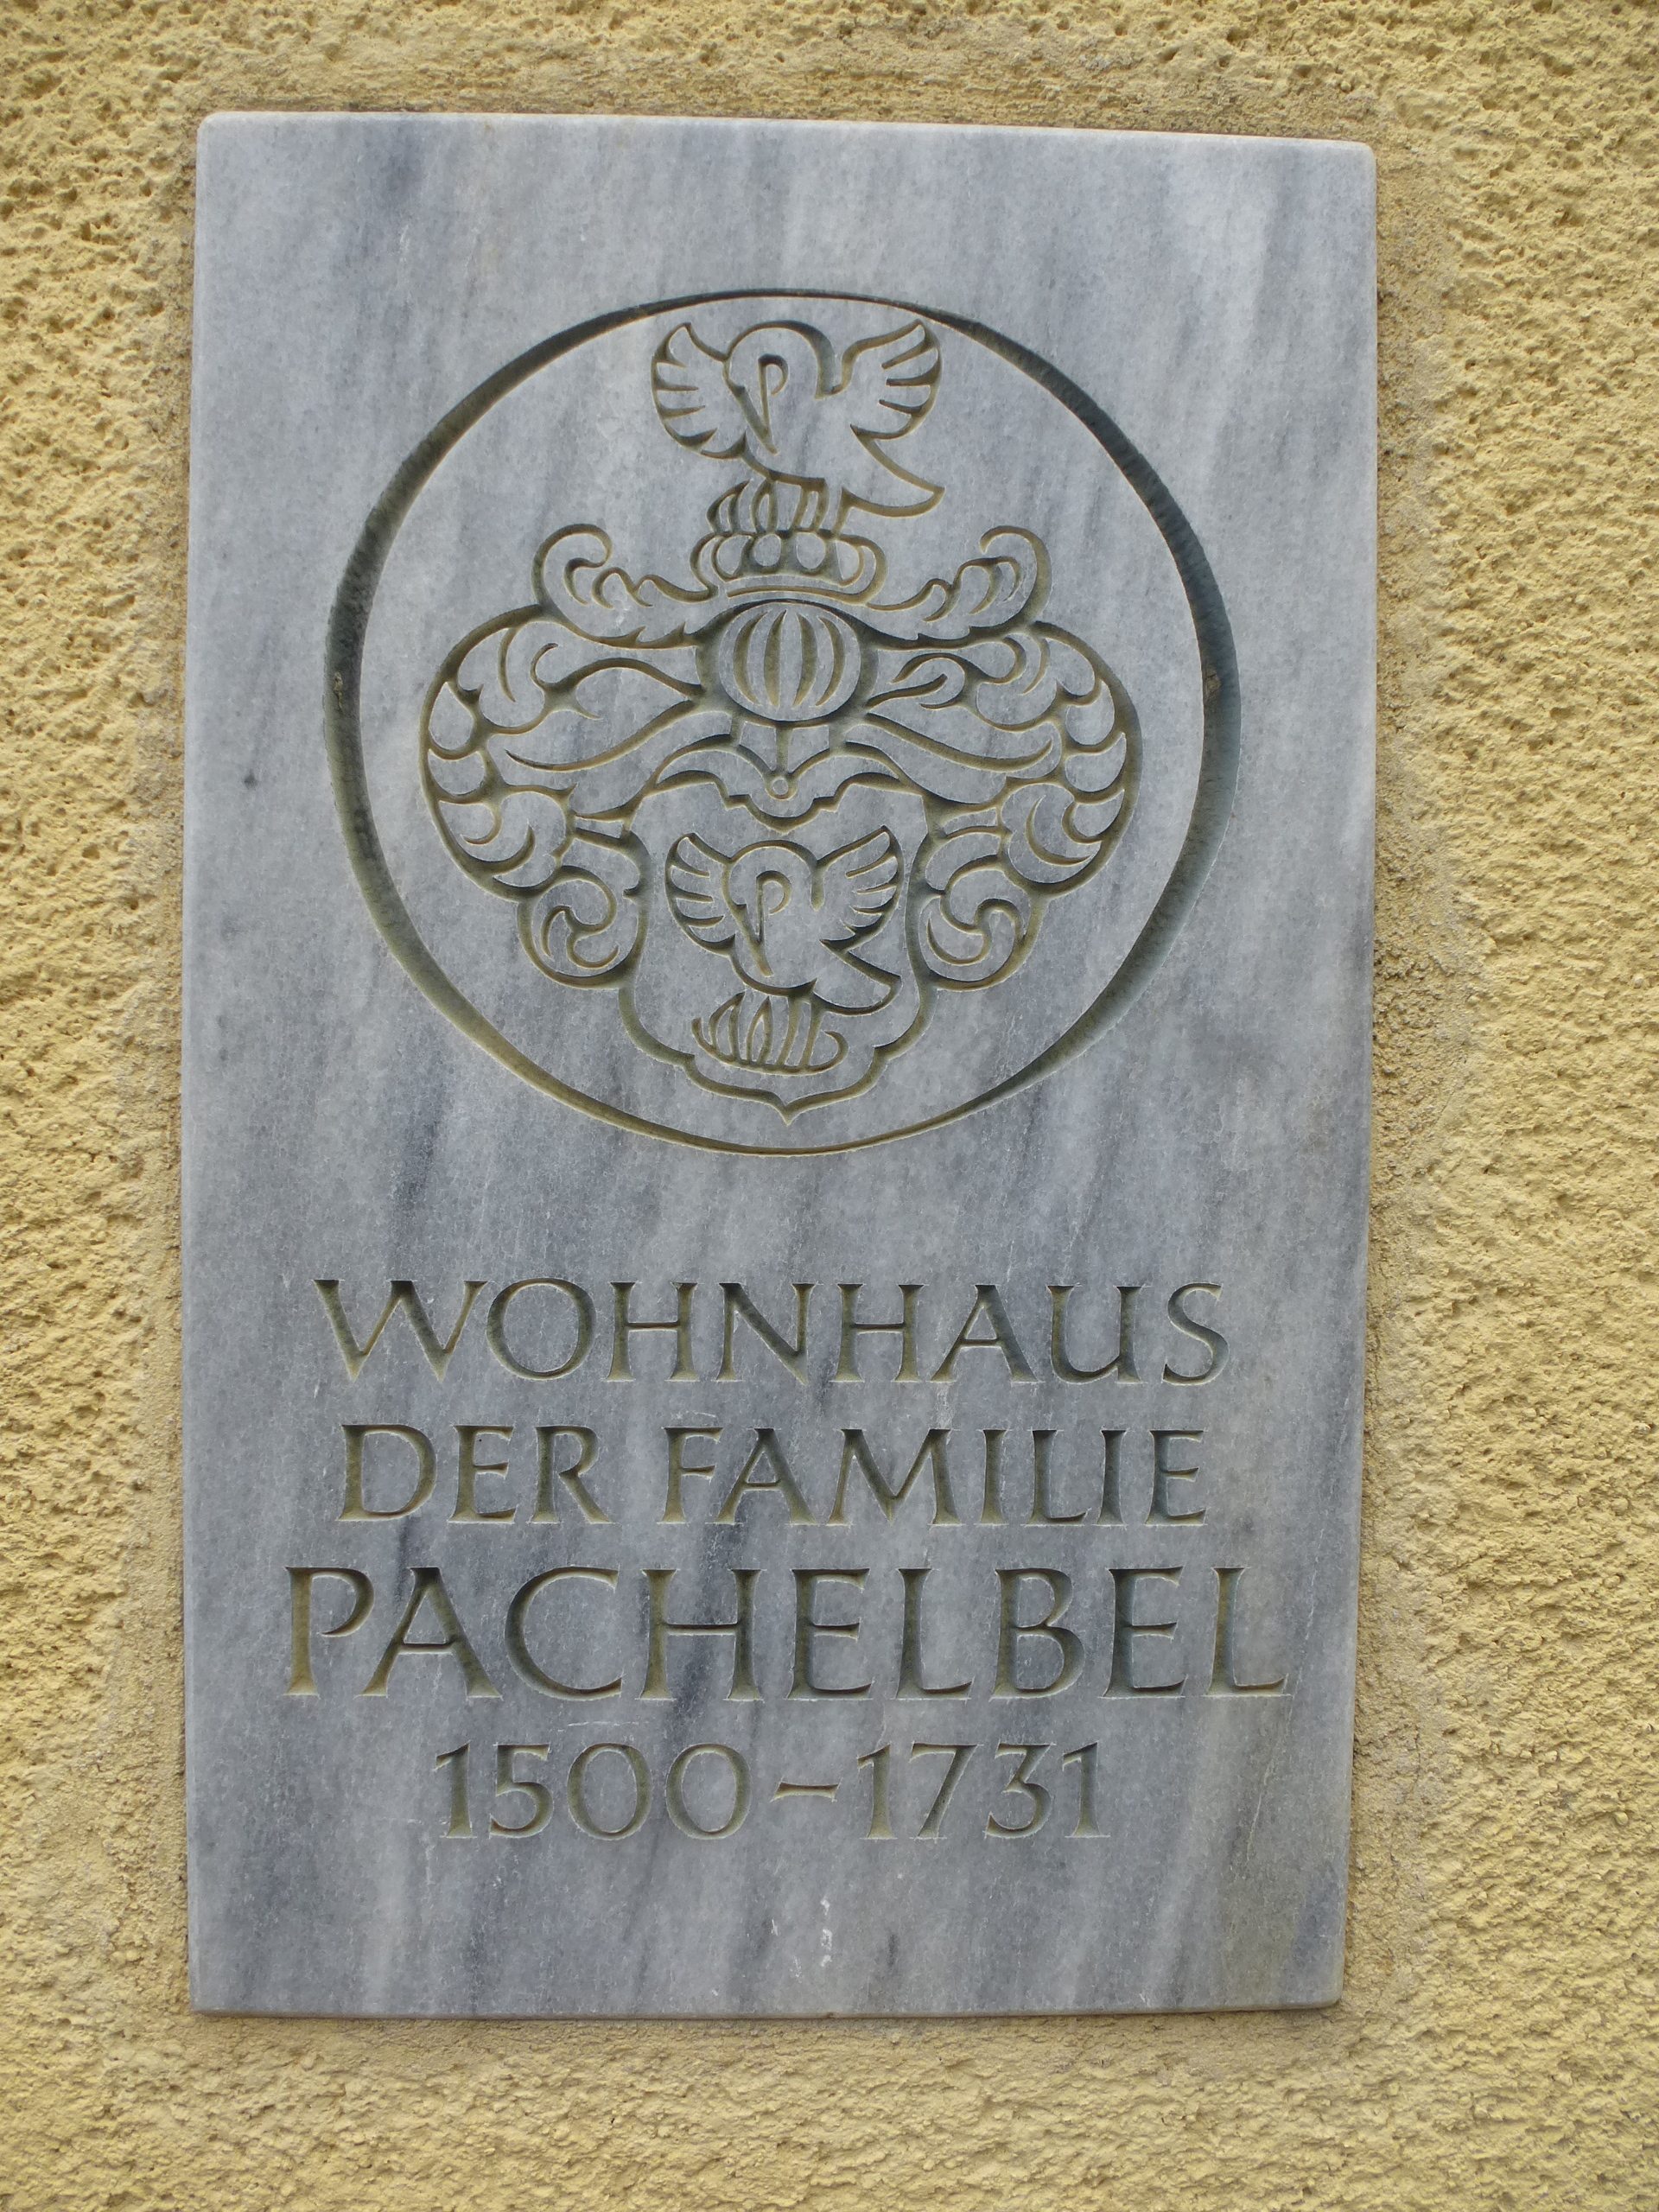 WOHNHAUS
DER FAMILIE
PACHELBEL
1500-1731